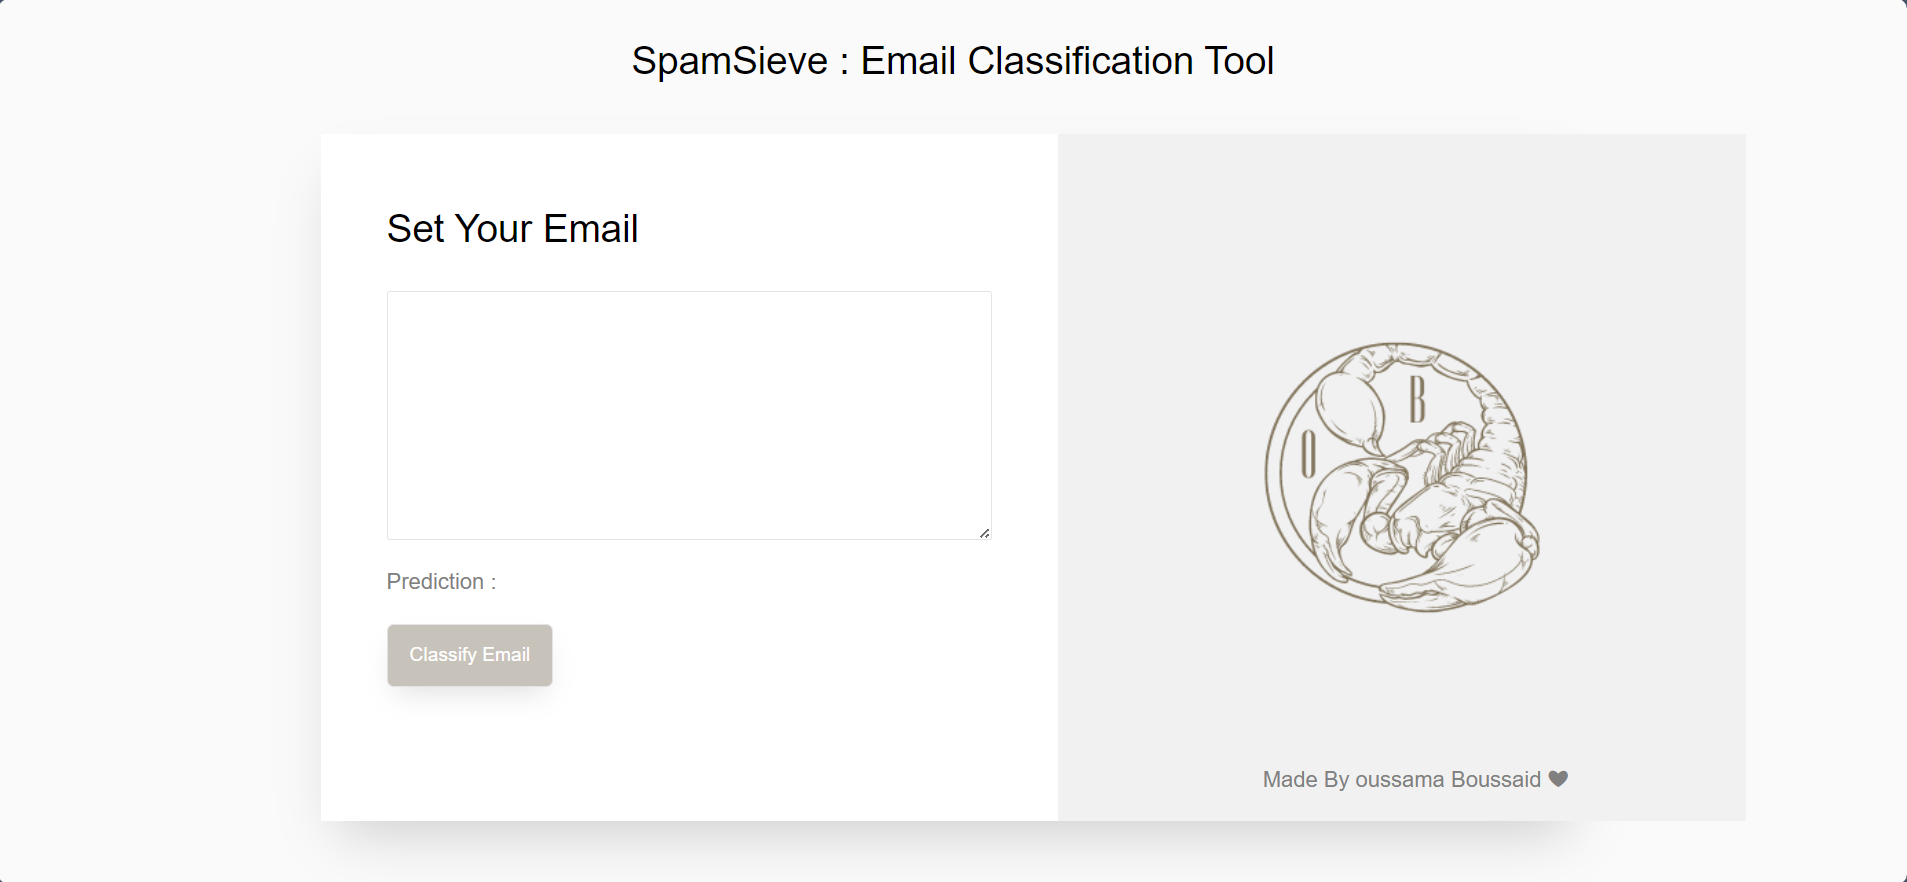 SpamSieve : Email Classification Tool
Set Your Email
Prediction :
Classify Email
B
O
Made By oussama Boussaid